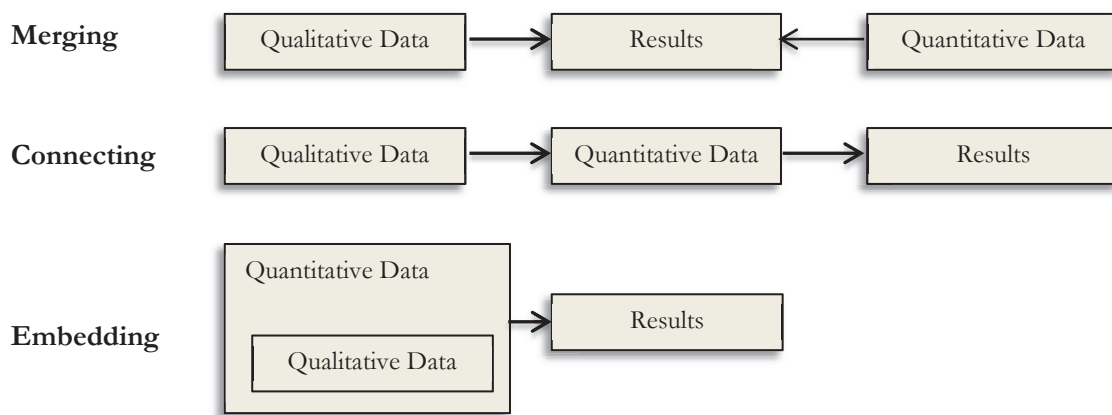 Merging
Qualitative Data
Results
Quantitative Data
Connecting
Qualitative Data
Quantitative Data
Results
Embedding
Quantitative Data
Qualitative Data
Results